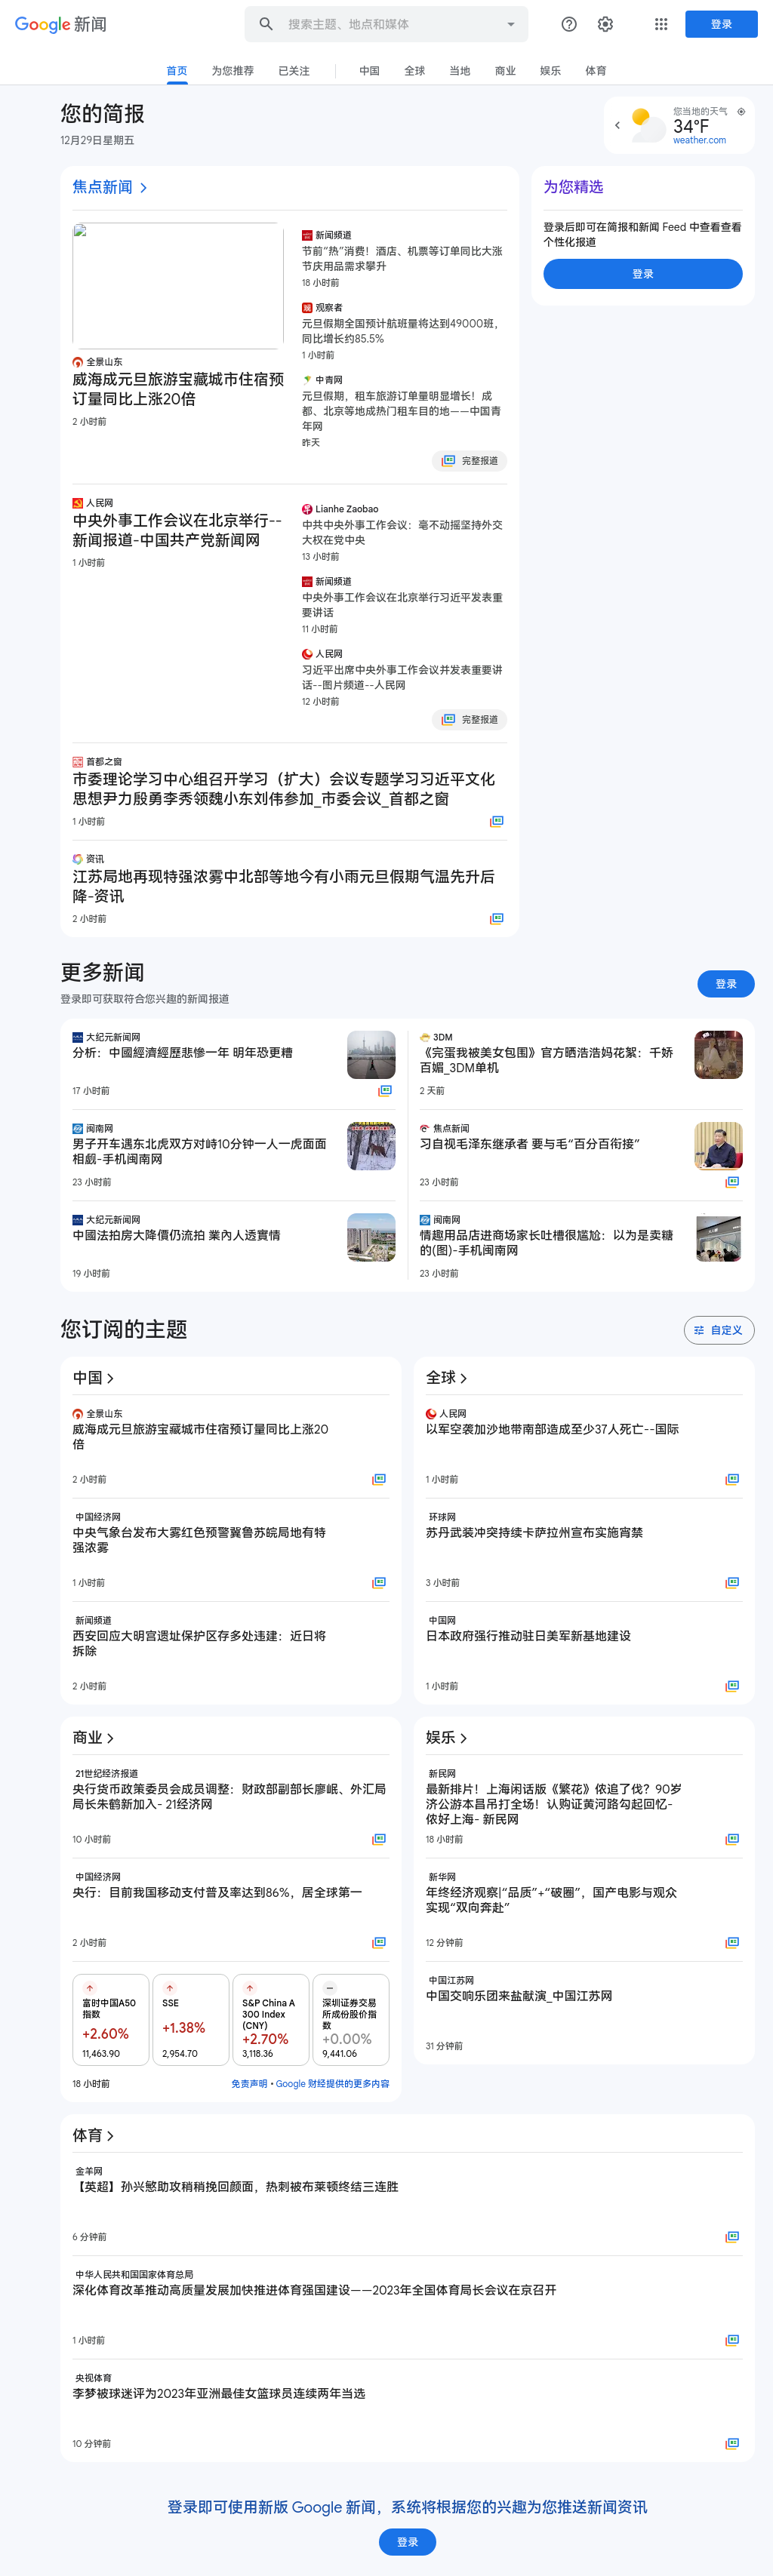 Google 新闻
搜索主题、地点和媒体
登录
首页 为您推荐 已关注 中国 全球 当地 商业 娱乐 体育
您的简报
12月29日星期五
您当地的天气
34°F
weather.com
焦点新闻
全景山东
威海成元旦旅游宝藏城市住宿预
订量同比上涨20倍
2 小时前
新闻频道
节前“热”消费！酒店、机票等订单同比大涨
节庆用品需求攀升
18 小时前
观察者
元旦假期全国预计航班量将达到49000班，
同比增长约85.5%
1 小时前
中青网
元旦假期，租车旅游订单量明显增长！成
都、北京等地成热门租车目的地——中国青
年网
昨天
完整报道
人民网
中央外事工作会议在北京举行--
新闻报道-中国共产党新闻网
1 小时前
Lianhe Zaobao
中共中央外事工作会议：毫不动摇坚持外交
大权在党中央
13 小时前
新闻频道
中央外事工作会议在北京举行习近平发表重
要讲话
11 小时前
人民网
习近平出席中央外事工作会议并发表重要讲
话--图片频道--人民网
12 小时前
完整报道
首都之窗
市委理论学习中心组召开学习（扩大）会议专题学习习近平文化
思想尹力殷勇李秀领魏小东刘伟参加_市委会议_首都之窗
1 小时前
资讯
江苏局地再现特强浓雾中北部等地今有小雨元旦假期气温先升后
降-资讯
2 小时前
为您精选
登录后即可在简报和新闻 Feed 中查看查看
个性化报道
登录
更多新闻
登录即可获取符合您兴趣的新闻报道
登录
大纪元新闻网
分析：中國經濟經歷悲慘一年 明年恐更糟
17 小时前
闽南网
男子开车遇东北虎双方对峙10分钟一人一虎面面
相觑-手机闽南网
23 小时前
大纪元新闻网
中國法拍房大降價仍流拍 業內人透實情
19 小时前
3DM
《完蛋我被美女包围》官方晒浩浩妈花絮：千娇
百媚_3DM单机
2 天前
焦点新闻
习自视毛泽东继承者 要与毛“百分百衔接”
23 小时前
闽南网
情趣用品店进商场家长吐槽很尴尬：以为是卖糖
的(图)-手机闽南网
23 小时前
您订阅的主题
自定义
中国
全景山东
威海成元旦旅游宝藏城市住宿预订量同比上涨20
倍
2 小时前
中国经济网
中央气象台发布大雾红色预警冀鲁苏皖局地有特
强浓雾
1 小时前
新闻频道
西安回应大明宫遗址保护区存多处违建：近日将
拆除
2 小时前
全球
人民网
以军空袭加沙地带南部造成至少37人死亡--国际
1 小时前
环球网
苏丹武装冲突持续卡萨拉州宣布实施宵禁
3 小时前
中国网
日本政府强行推动驻日美军新基地建设
1 小时前
商业
21世纪经济报道
央行货币政策委员会成员调整：财政部副部长廖岷、外汇局
局长朱鹤新加入- 21经济网
10 小时前
中国经济网
央行：目前我国移动支付普及率达到86%，居全球第一
2 小时前
富时中国A50
指数
+2.60%
11,463.90
SSE
+1.38%
2,954.70
S&P China A
300 Index
(CNY)
+2.70%
3,118.36
深圳证券交易
所成份股价指
数
+0.00%
9,441.06
18 小时前
免责声明 • Google 财经提供的更多内容
娱乐
新民网
最新排片！上海闲话版《繁花》侬追了伐？90岁
济公游本昌吊打全场！认购证黄河路勾起回忆-
侬好上海- 新民网
18 小时前
新华网
年终经济观察|“品质”+“破圈”，国产电影与观众
实现“双向奔赴”
12 分钟前
中国江苏网
中国交响乐团来盐献演_中国江苏网
31 分钟前
体育
金羊网
【英超】孙兴慜助攻稍稍挽回颜面，热刺被布莱顿终结三连胜
6 分钟前
中华人民共和国国家体育总局
深化体育改革推动高质量发展加快推进体育强国建设——2023年全国体育局长会议在京召开
1 小时前
央视体育
李梦被球迷评为2023年亚洲最佳女篮球员连续两年当选
10 分钟前
登录即可使用新版 Google 新闻，系统将根据您的兴趣为您推送新闻资讯
登录